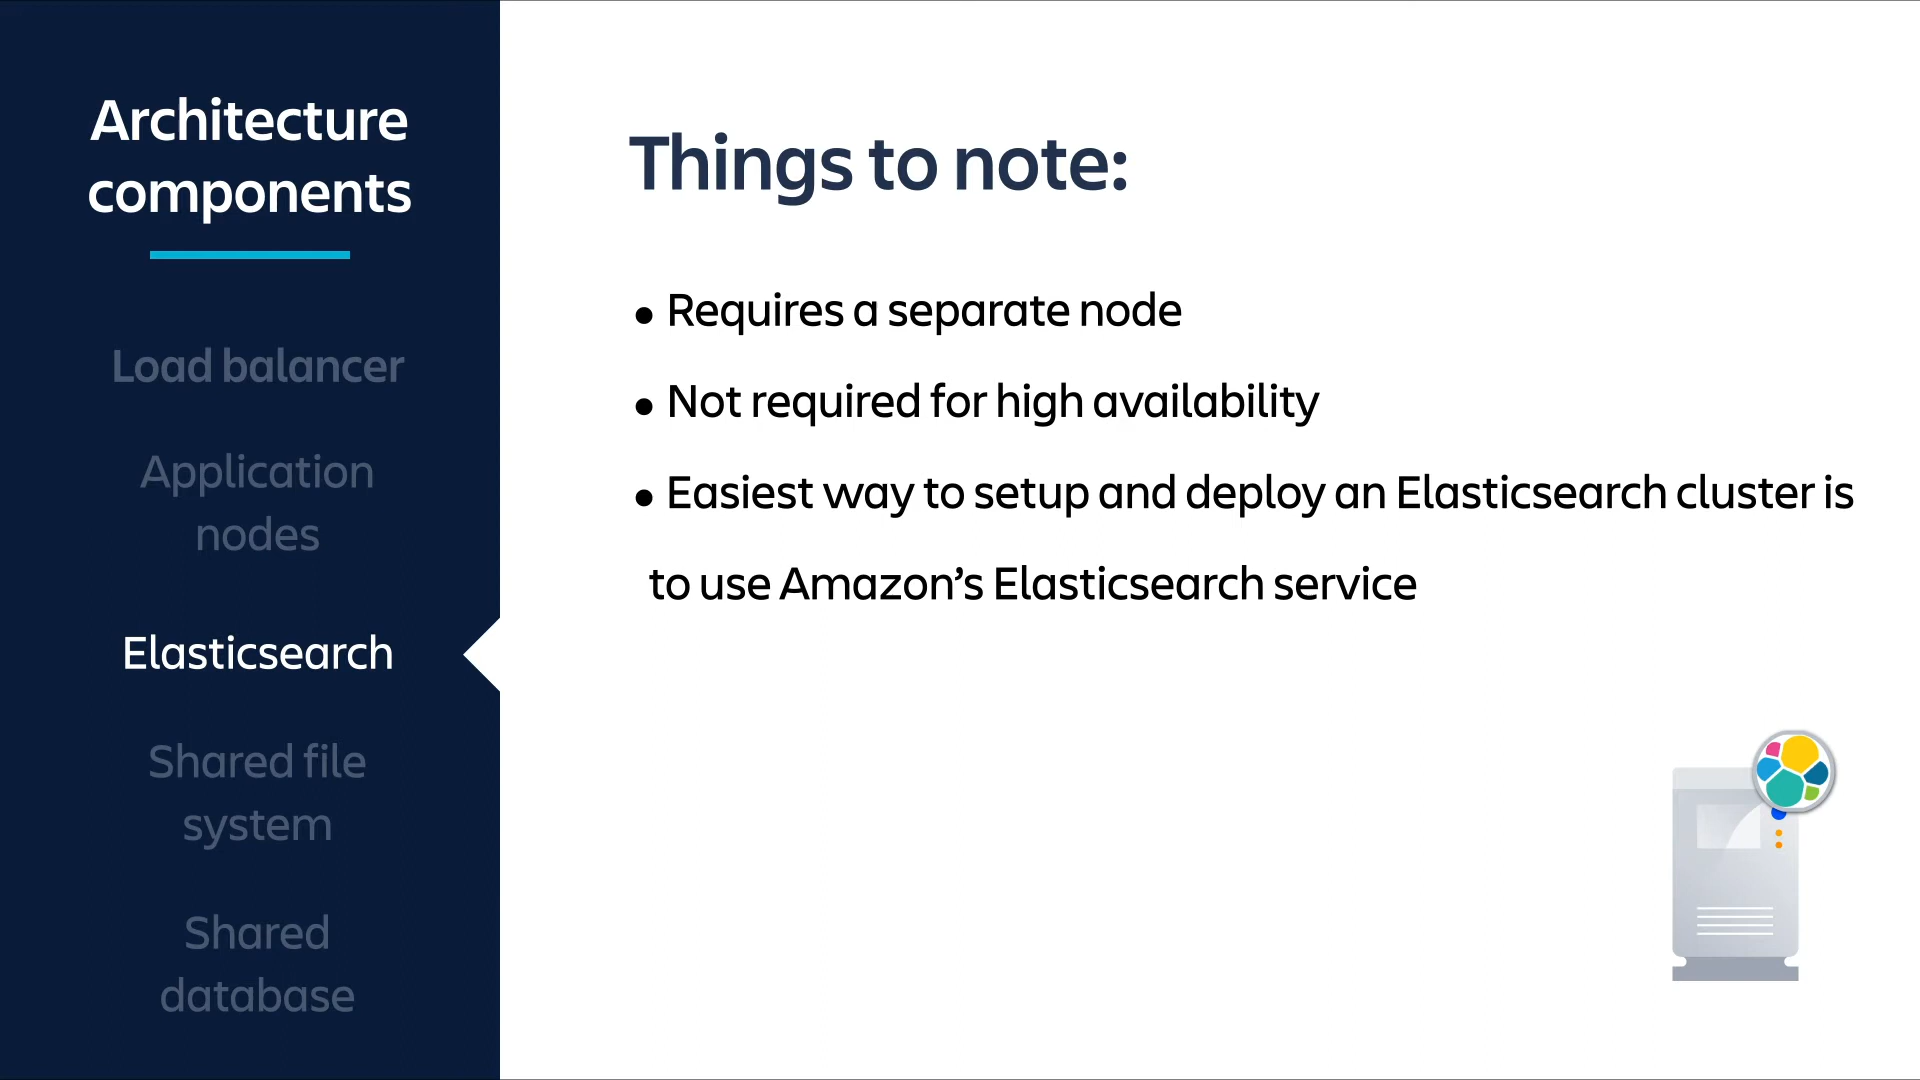 Architecture
components
Load balancer
Application
nodes
Elasticsearch
Shared file
system
Shared
database
Things to note:
• Requires a separate node
• Not required for high availability
• Easiest way to setup and deploy an Elasticsearch cluster is
to use Amazon’s Elasticsearch service